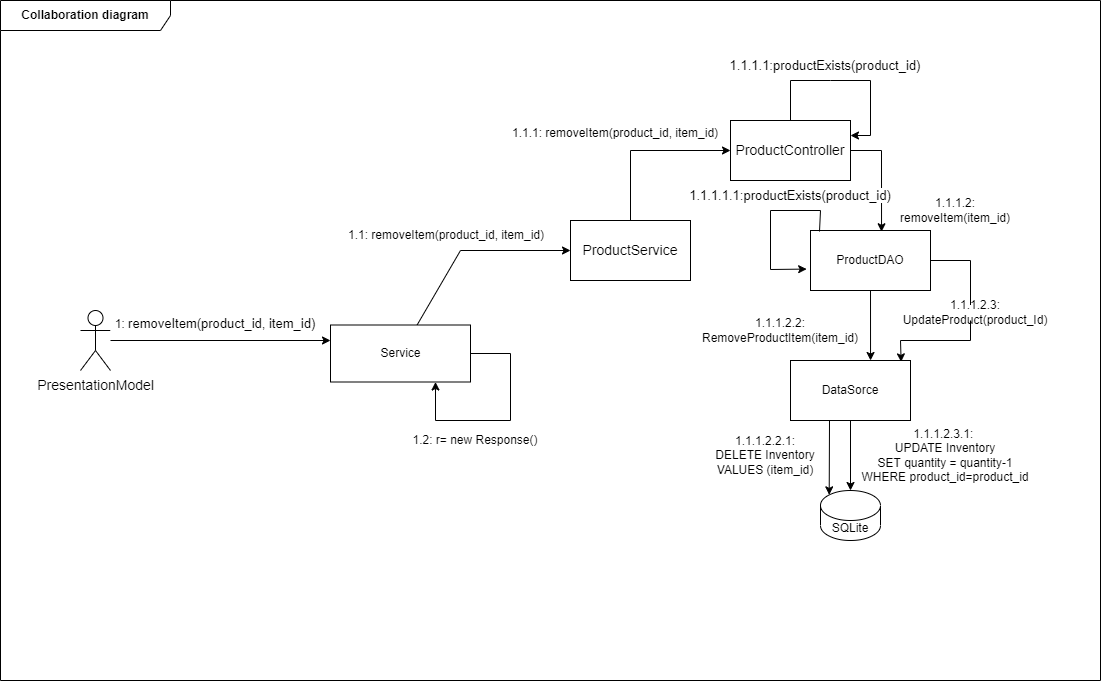 Collaboration diagram
1.1.1.1:productExists(product_id)
1.1.1: removeItem(product_id, item_id)
ProductController
1.1.1.1.1:productExists(product_id)
1.1.1.2:
removeItem(item_id)
1.1: removeItem(product_id, item_id)
ProductService
ProductDAO
1.1.1.2.3:
UpdateProduct(product_Id)
1: removeItem(product_id, item_id)
1.1.1.2.2:
RemoveProductItem(item_id)
Service
PresentationModel
DataSorce
1.2: r= new Response()
1.1.1.2.2.1:
DELETE Inventory
VALUES (item_id)
1.1.1.2.3.1:
UPDATE Inventory
SET quantity = quantity-1
WHERE product_id=product_id
SQLite